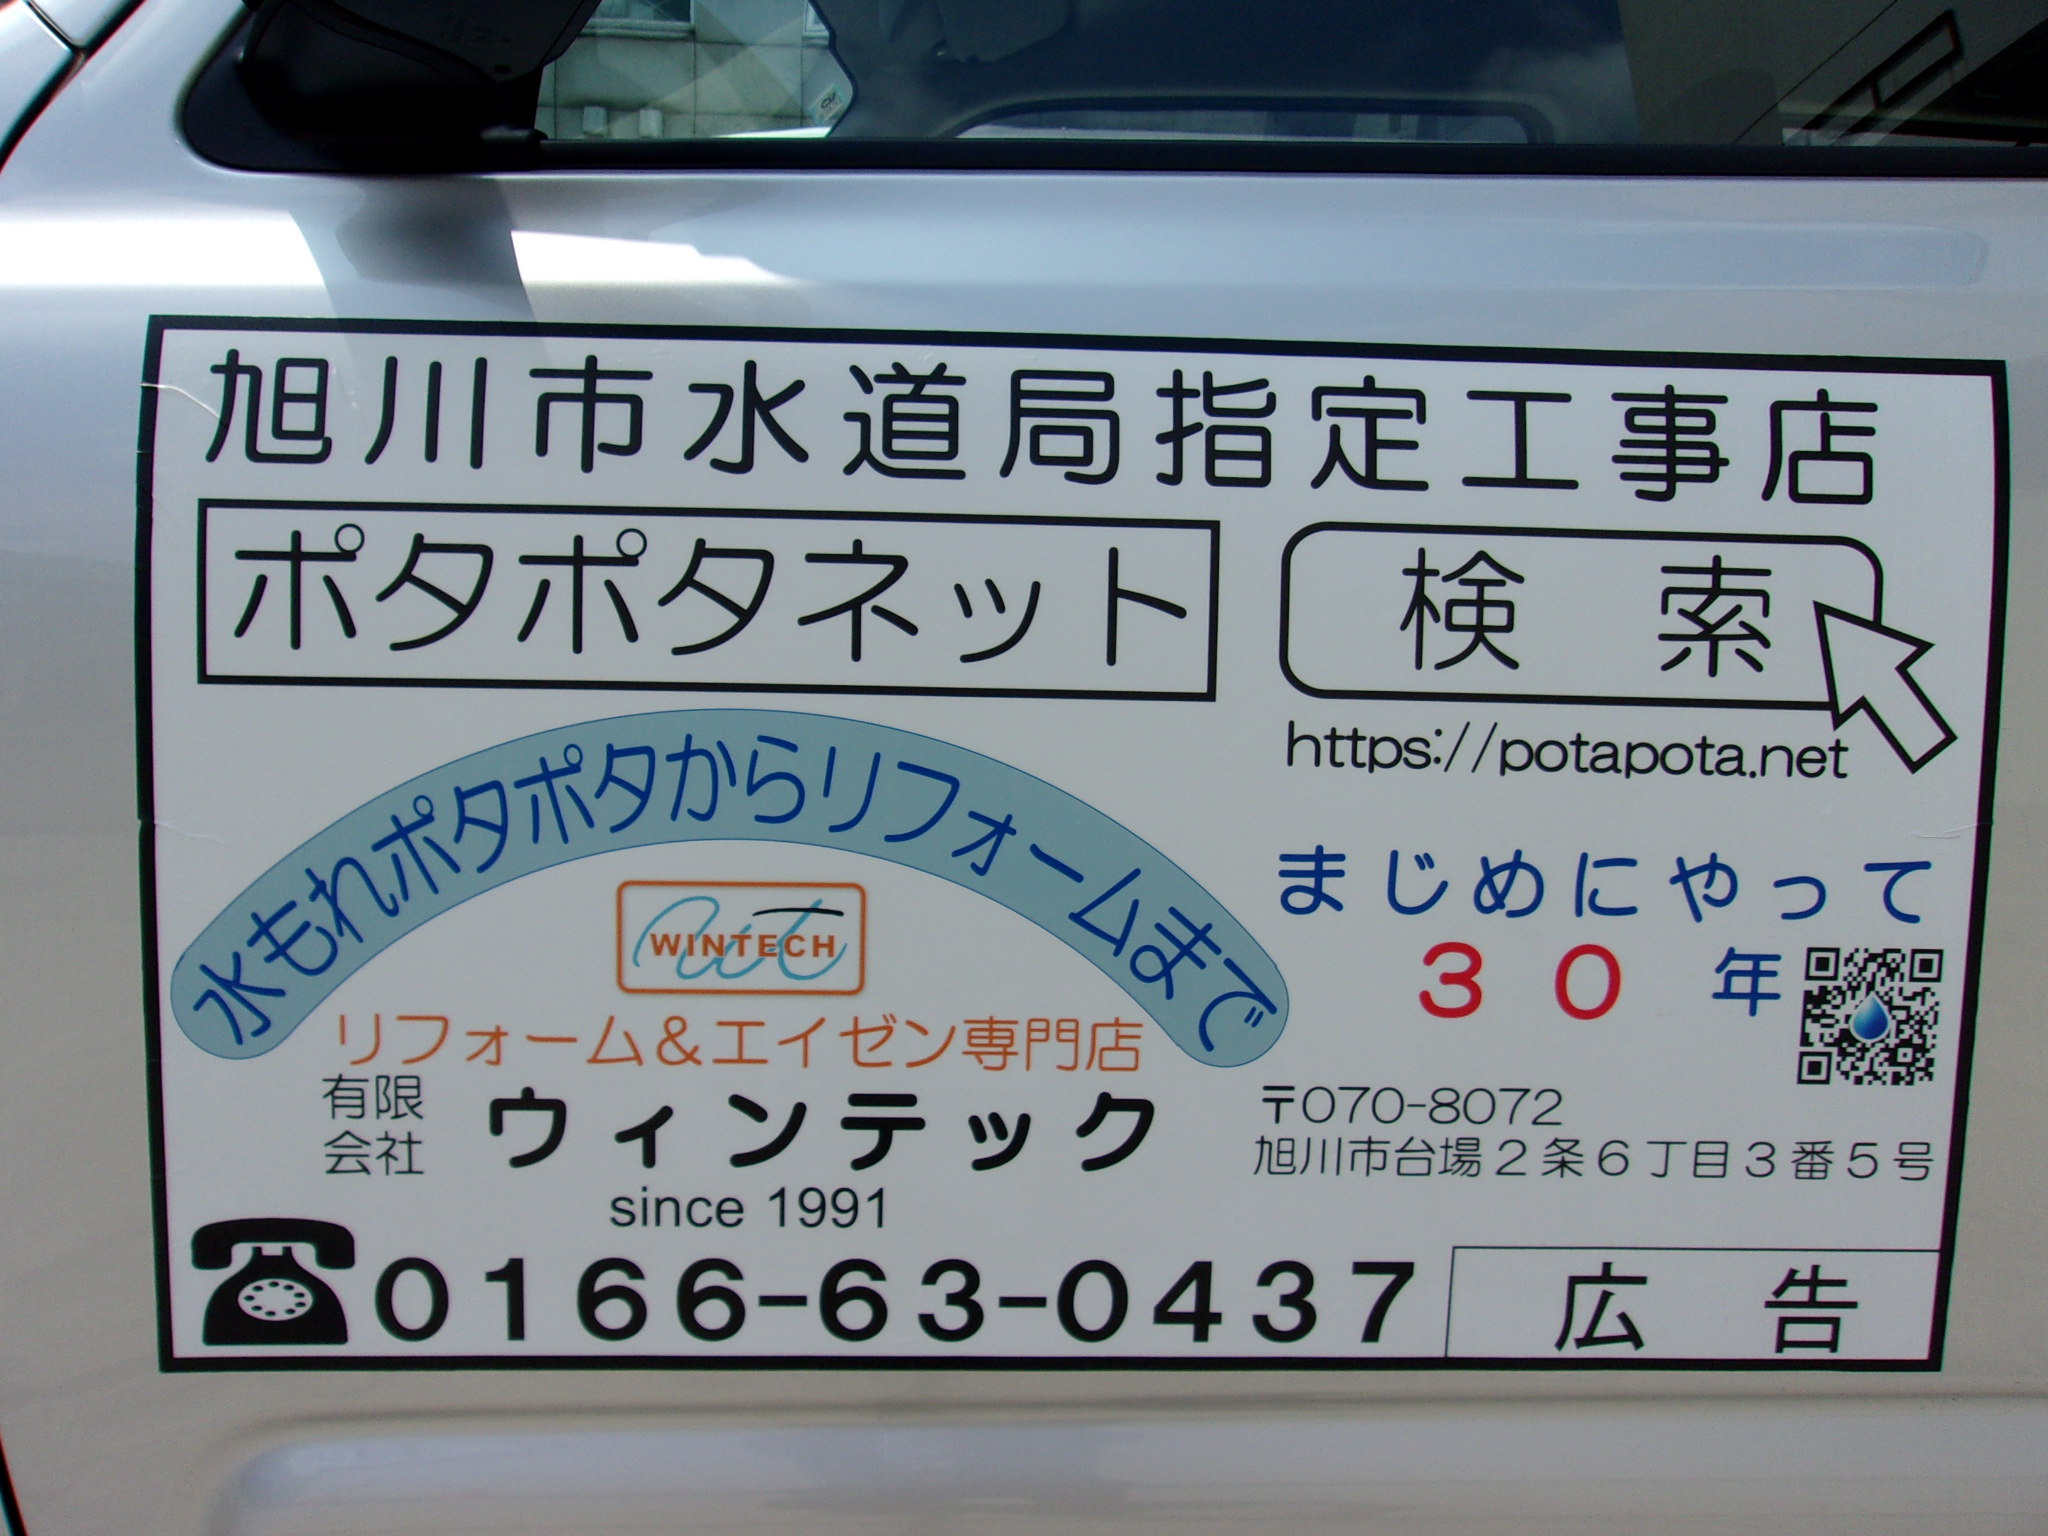 旭川市水道局指定工事店
ポタポタネット
検索
https://potapota.net
水もれポタポタからリフォームまで
WINTECH
リフォーム&エイゼン専門店
有限会社
ウィンテック
since 1991
まじめにやって
30年
〒070-8072
旭川市台場2条6丁目3番5号
0166-63-0437
広告